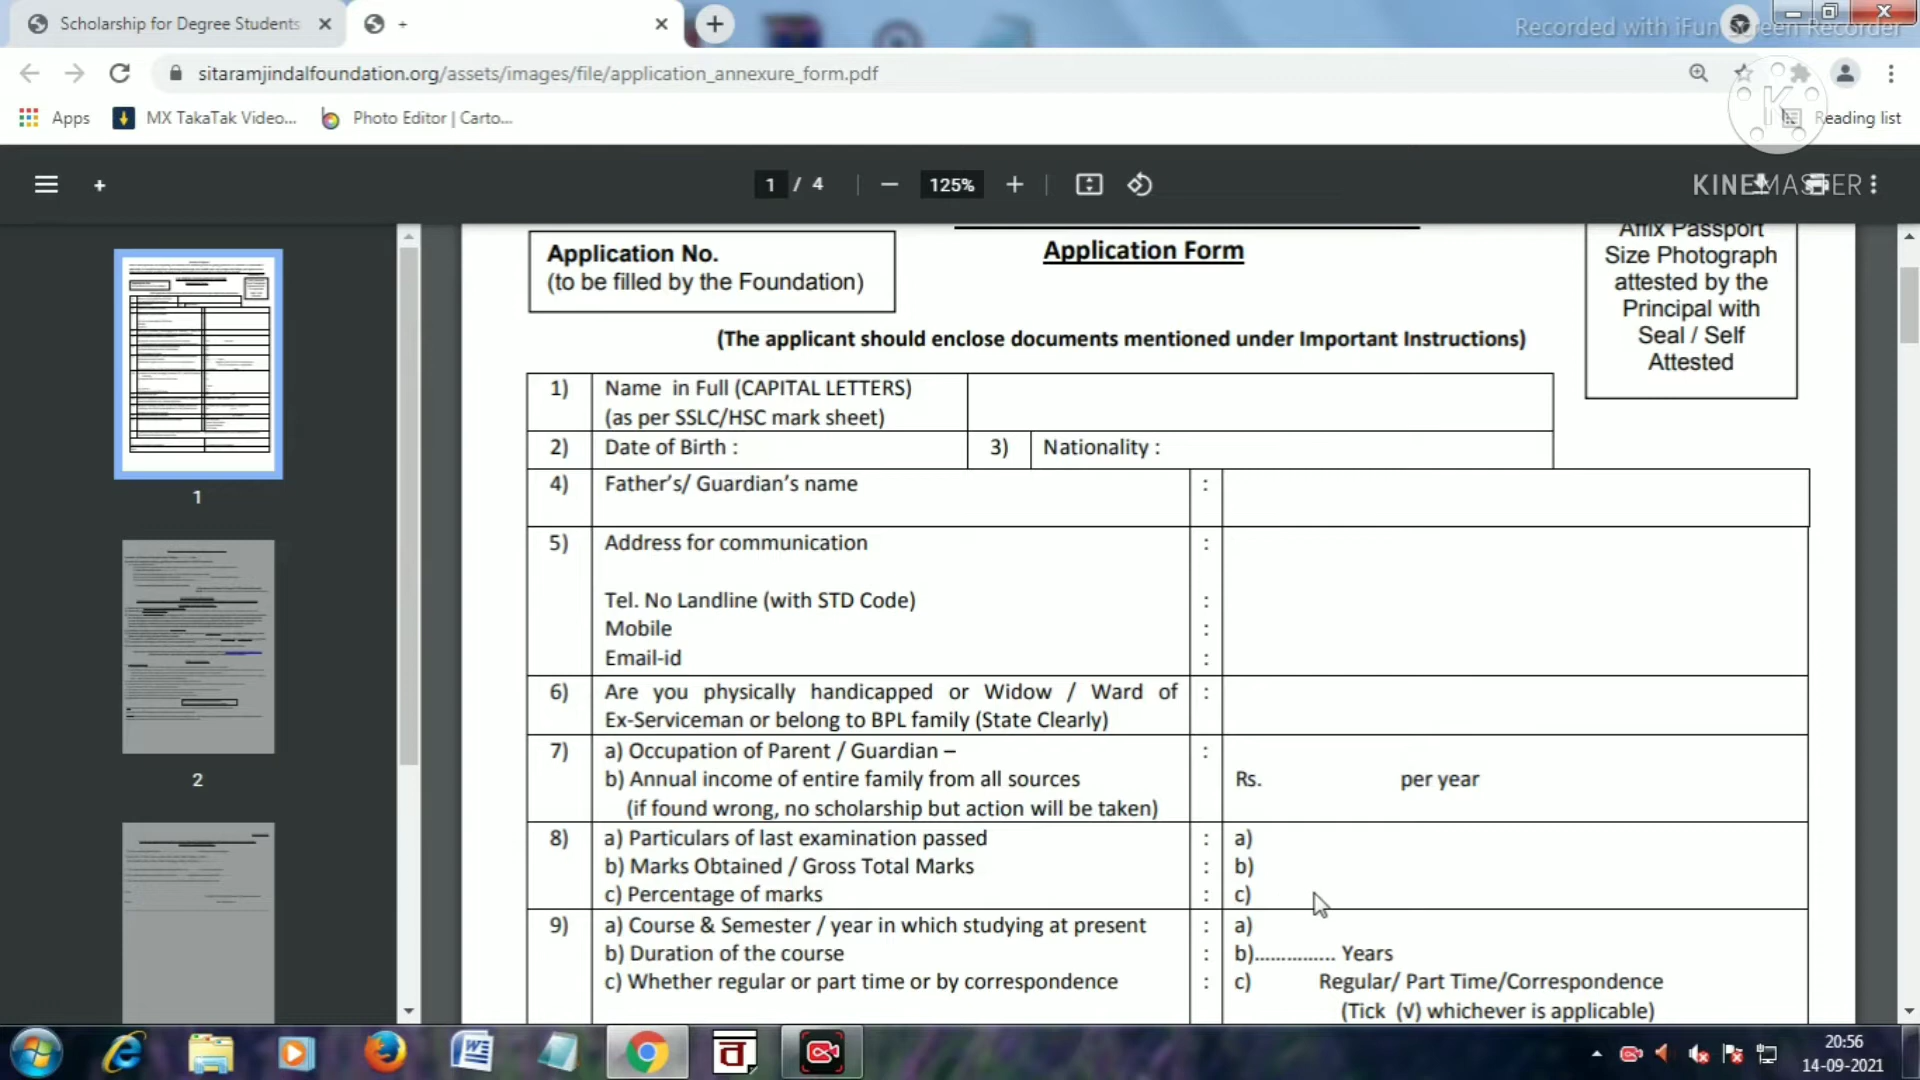 Scholarship for Degree Students
+
Recorded with iFun Screen Recorder
sitaramjindalfoundation.org/assets/images/file/application_annexure_form.pdf
Apps
MX TakaTak Video...
Photo Editor | Carto...
Reading list
K
+
1 / 4
125%
KINEMASTER
Application No.
(to be filled by the Foundation)
Application Form
Affix Passport
Size Photograph
attested by the
Principal with
Seal / Self
Attested
(The applicant should enclose documents mentioned under Important Instructions)
1) Name in Full (CAPITAL LETTERS)
(as per SSLC/HSC mark sheet)
2) Date of Birth : 3) Nationality :
4) Father's/ Guardian's name :
5) Address for communication :
Tel. No Landline (with STD Code) :
Mobile :
Email-id :
6) Are you physically handicapped or Widow / Ward of :
Ex-Serviceman or belong to BPL family (State Clearly)
7) a) Occupation of Parent / Guardian – :
b) Annual income of entire family from all sources Rs. per year
(if found wrong, no scholarship but action will be taken)
8) a) Particulars of last examination passed : a)
b) Marks Obtained / Gross Total Marks : b)
c) Percentage of marks : c)
9) a) Course & Semester / year in which studying at present : a)
b) Duration of the course : b)............... Years
c) Whether regular or part time or by correspondence : c) Regular/ Part Time/Correspondence
(Tick (√) whichever is applicable)
1
2
20:56
14-09-2021